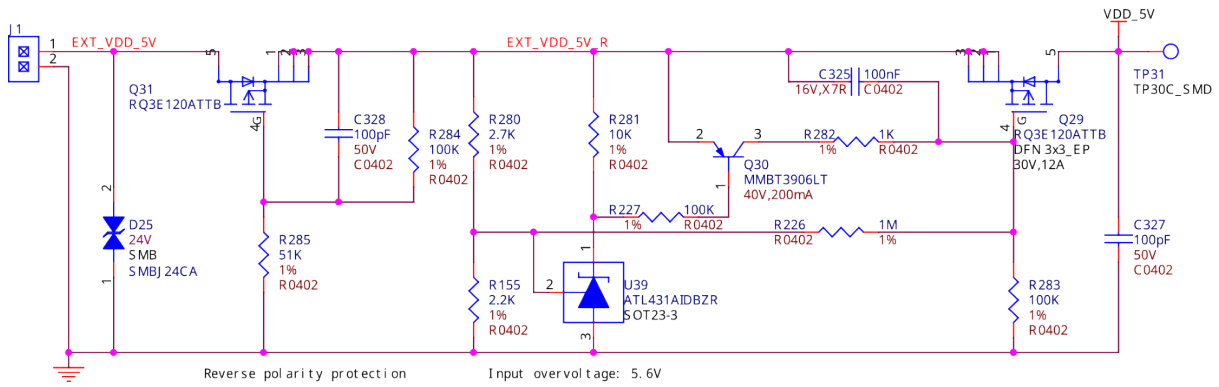 J1
1
2
EXT_VDD_5V
5
1
2
3
Q31
RQ3E120ATTB
4
G
2
D25
24V
SMB
SMBJ24CA
1
R285
51K
1%
R0402
C328
100pF
50V
C0402
R284
100K
1%
R0402
R280
2.7K
1%
R0402
EXT_VDD_5V_R
R281
10K
1%
R0402
R155
2.2K
1%
R0402
R227
100K
1%
R0402
1
2
3
U39
ATL431AIDBZR
SOT23-3
2
3
1
Q30
MMBT3906LT
40V,200mA
C325
100nF
16V,X7R
C0402
R282
1K
1%
R0402
R226
1M
R0402
1%
3
2
1
5
4
G
Q29
RQ3E120ATTB
DFN 3x3_EP
30V,12A
VDD_5V
TP31
TP30C_SMD
C327
100pF
50V
C0402
R283
100K
1%
R0402
Reverse polarity protection
Input overvoltage: 5.6V